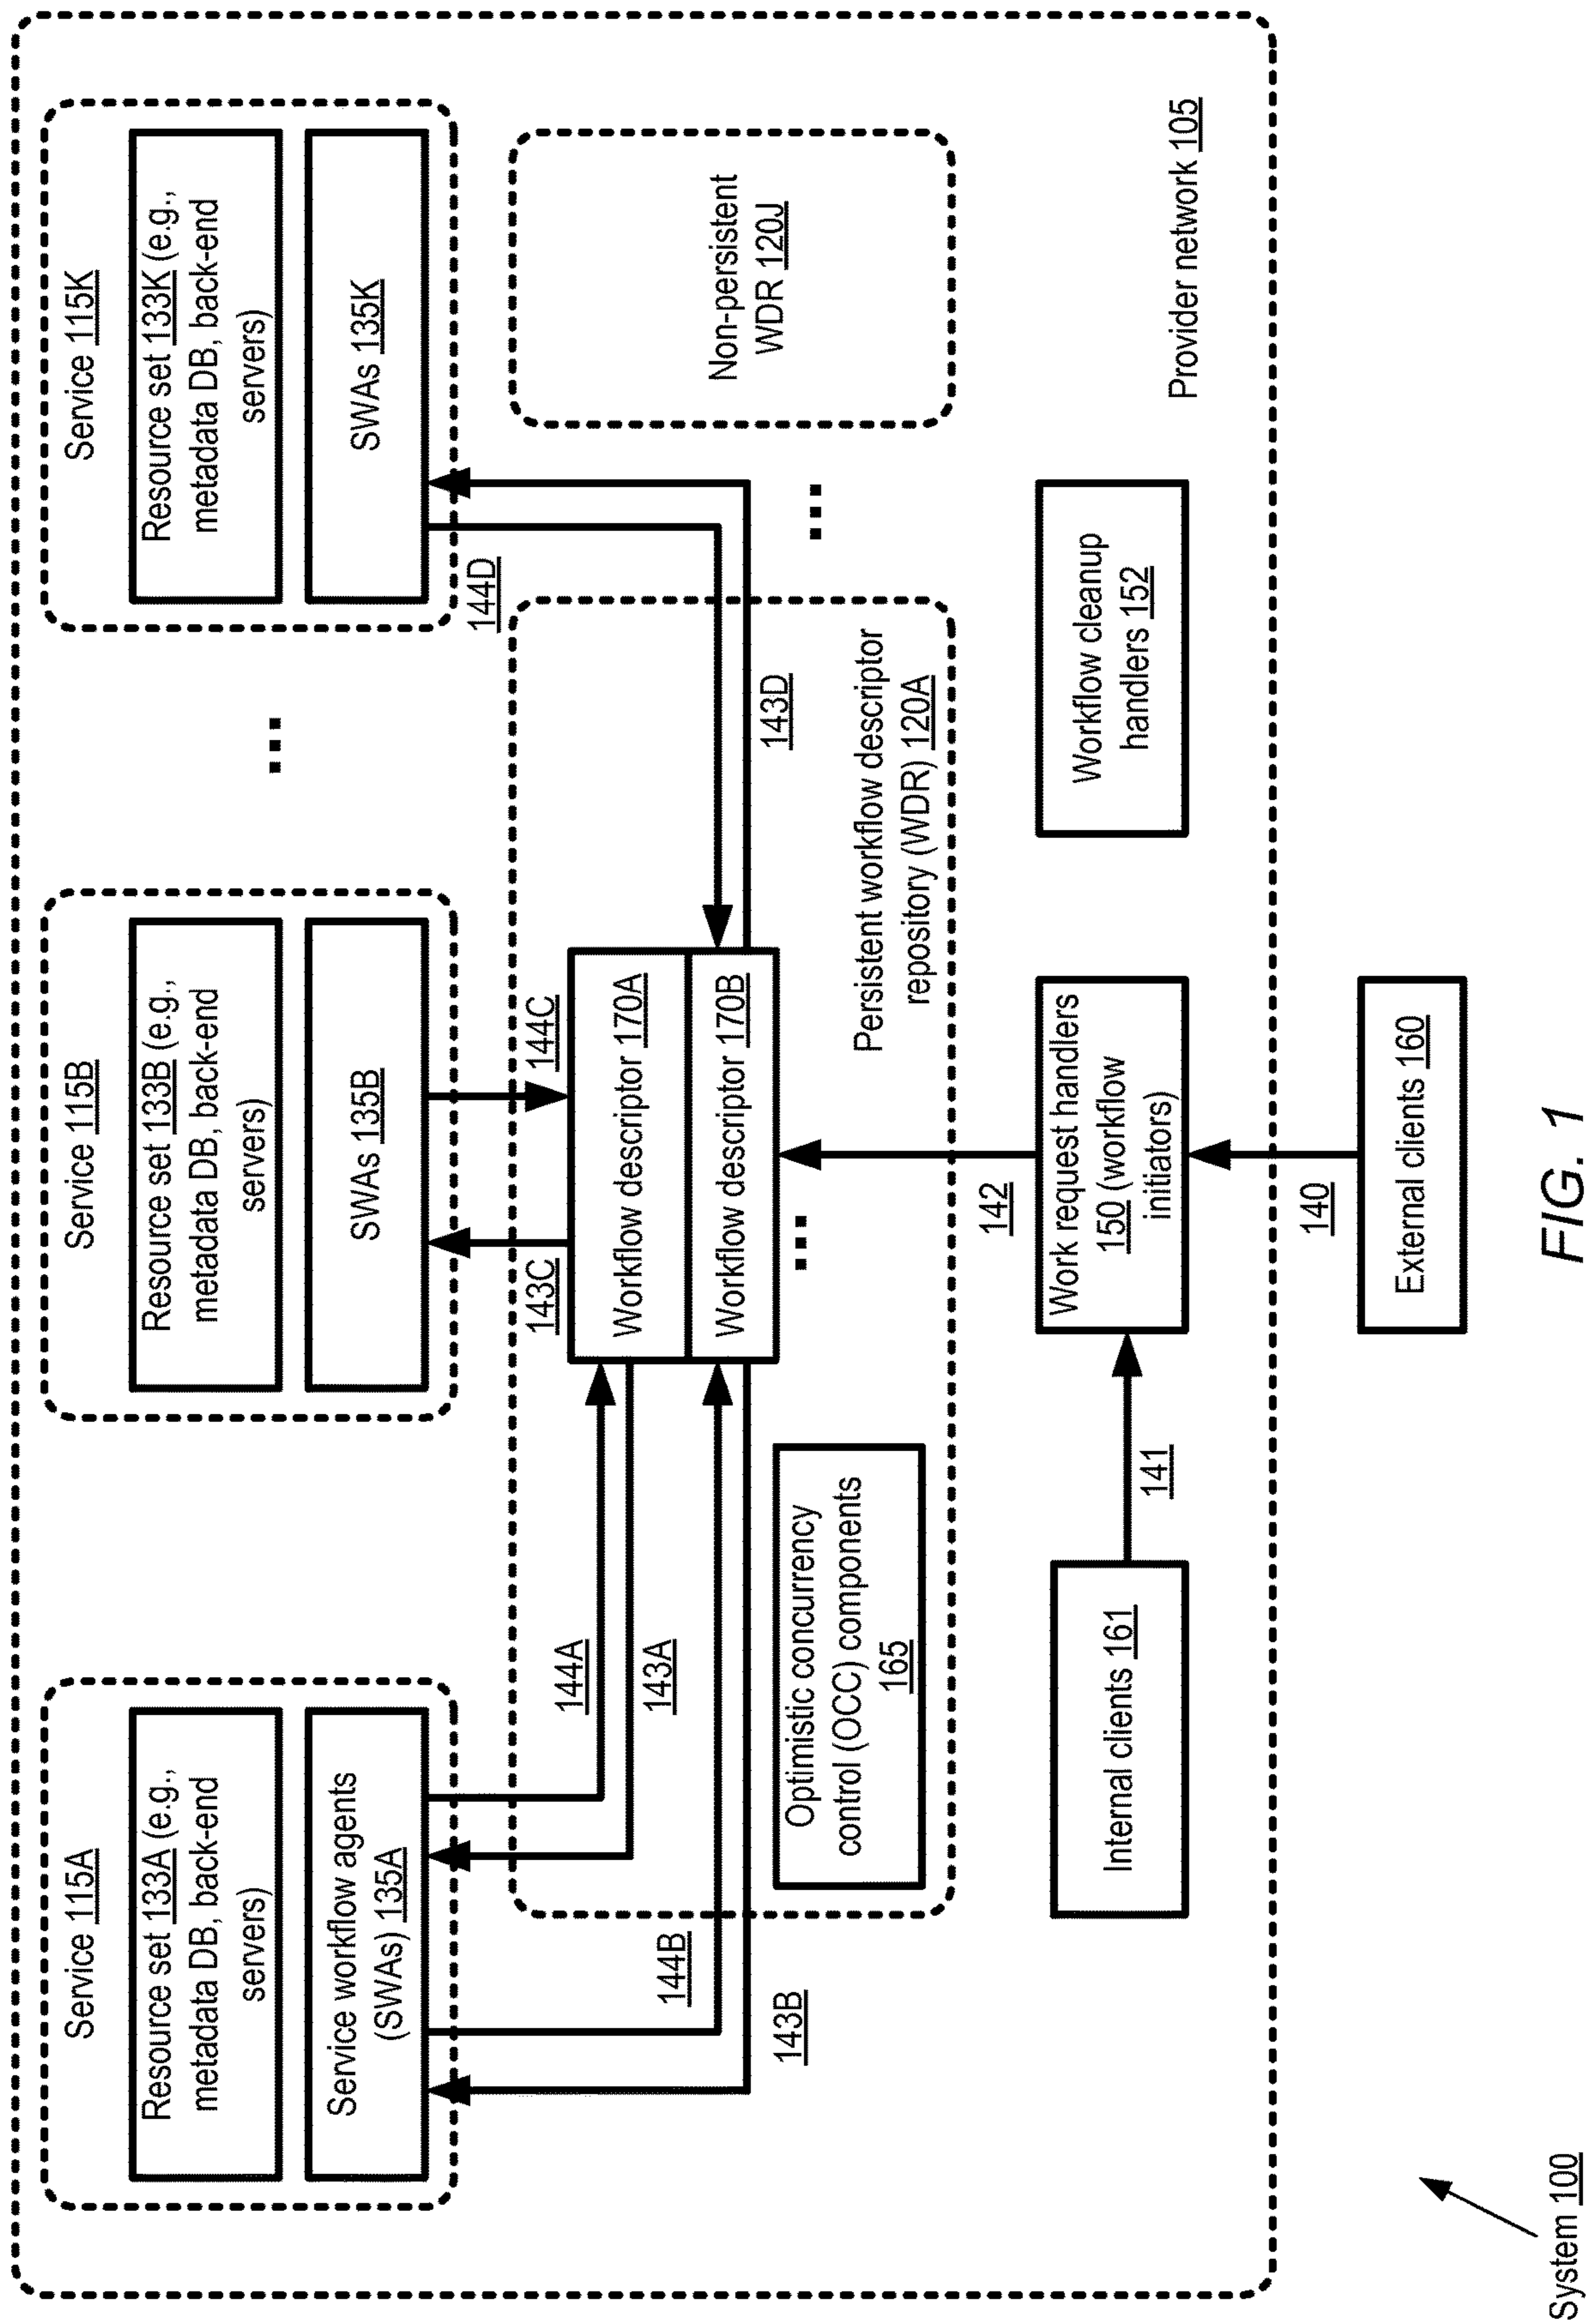 System 100
Service 115A
Resource set 133A (e.g.,
metadata DB, back-end
servers)
Service workflow agents
(SWAs) 135A
Service 115B
Resource set 133B (e.g.,
metadata DB, back-end
servers)
SWAs 135B
Service 115K
Resource set 133K (e.g.,
metadata DB, back-end
servers)
SWAs 135K
...
144A
143A
144B
143B
143C
144C
144D
143D
Workflow descriptor 170A
Workflow descriptor 170B
...
Optimistic concurrency
control (OCC) components
165
Persistent workflow descriptor
repository (WDR) 120A
...
Non-persistent
WDR 120J
142
Internal clients 161
141
Work request handlers
150 (workflow
initiators)
Workflow cleanup
handlers 152
Provider network 105
140
External clients 160
FIG. 1